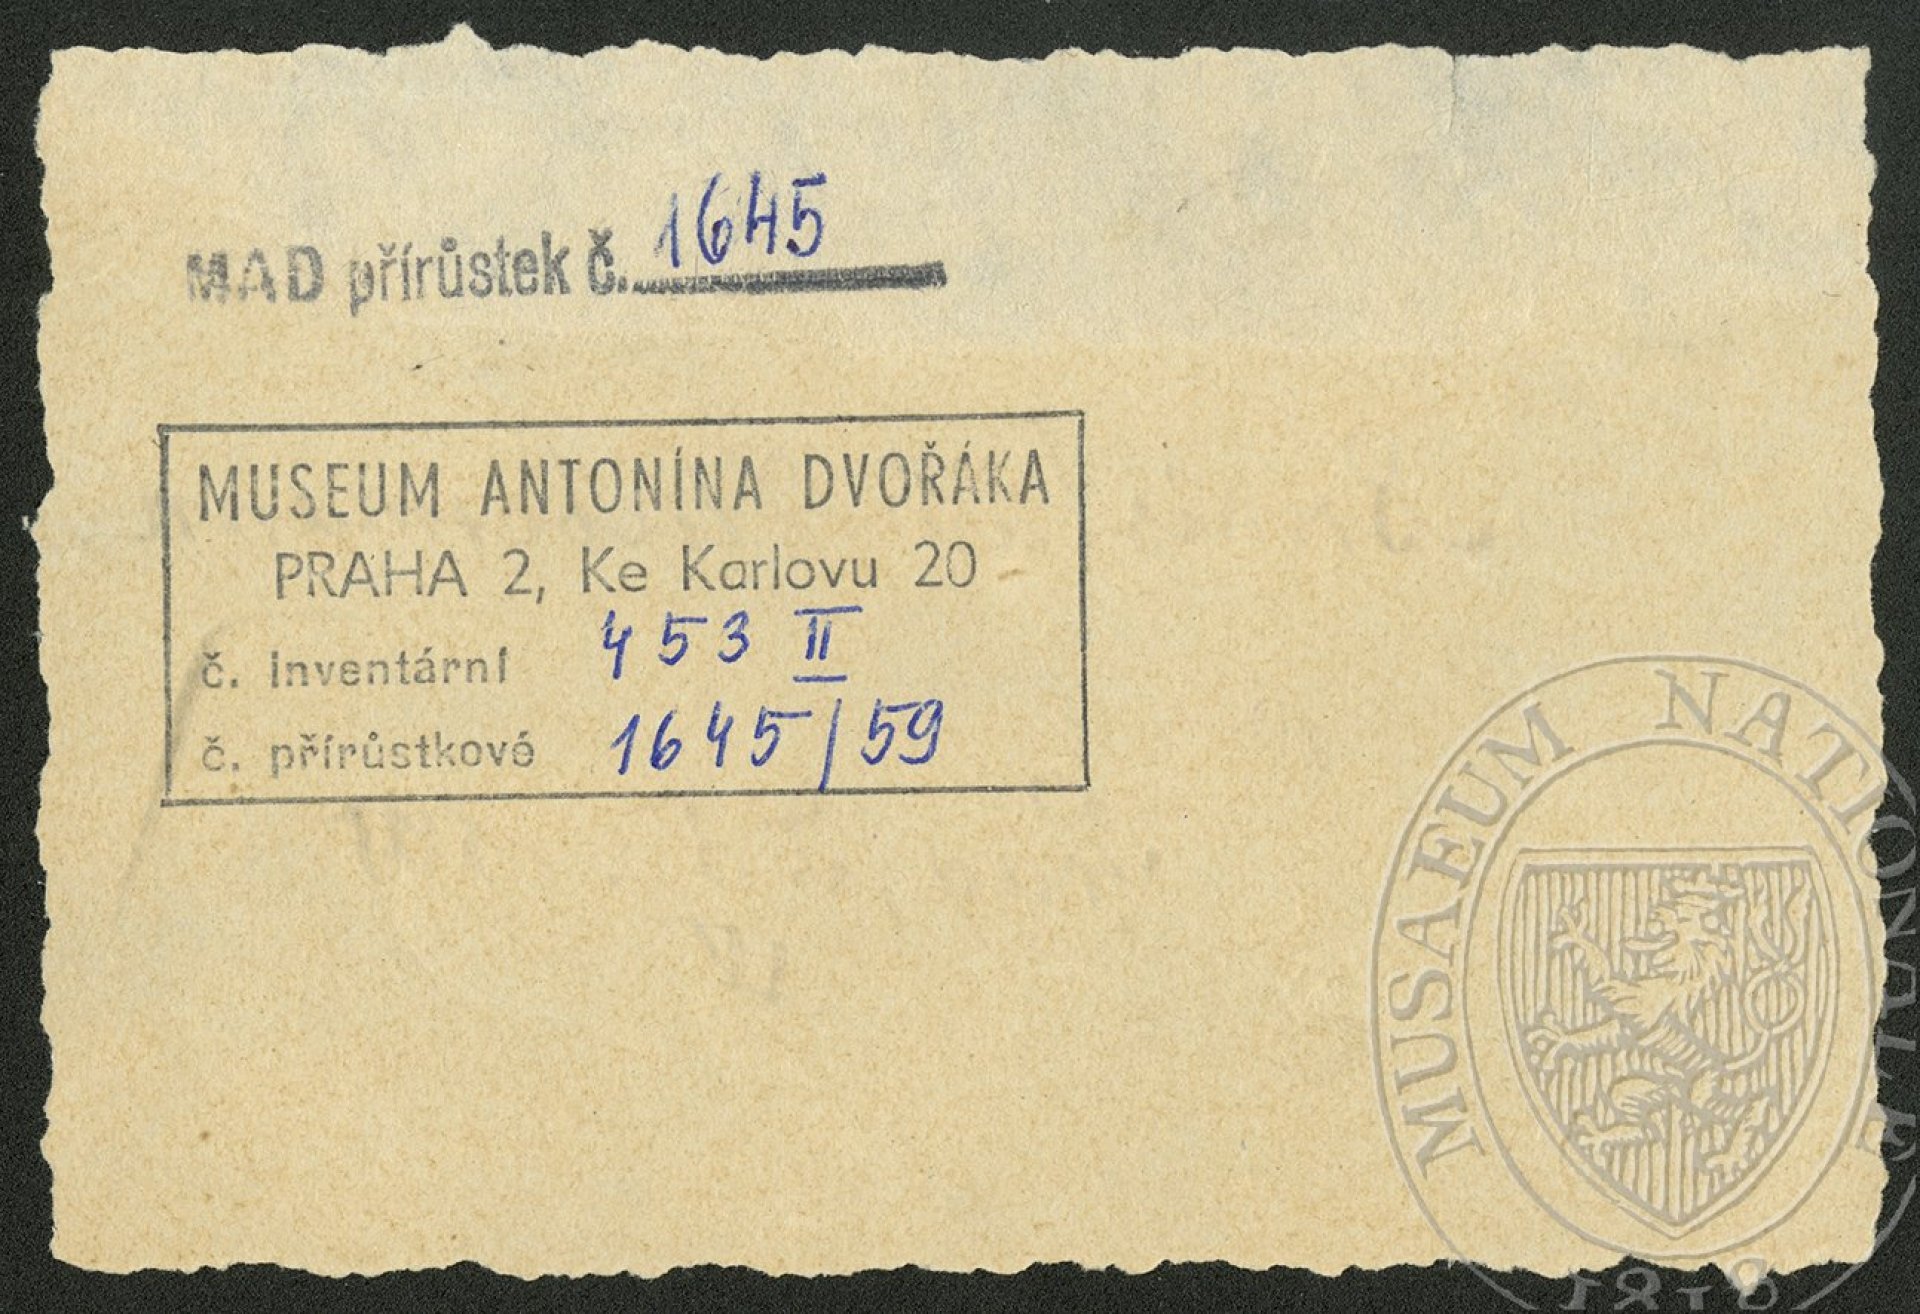 MAD přírůstek č. 1645
MUSEUM ANTONÍNA DVOŘÁKA
PRAHA 2, Ke Karlovu 20
č. inventární 453 II
č. přírůstkové 1645/59
MUSAEUM NATIONALE
1818